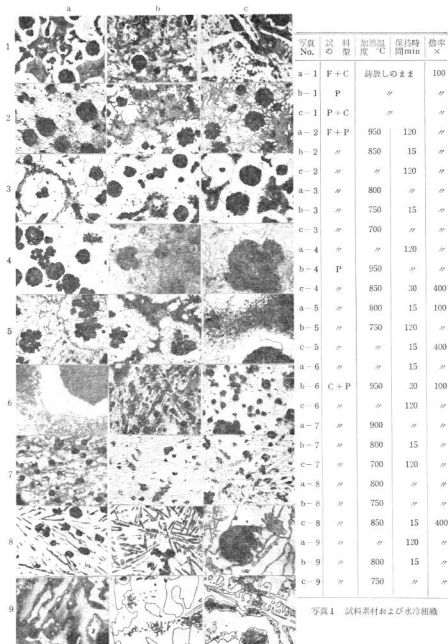 a b c
1
2
3
4
5
6
7
8
9
写真 試料 加熱温 保持時 倍率
No. の型 度 ℃ 間min ×
a-1 F+C 鋳放しのまま 100
b-1 P 〃 〃
c-1 P+C 〃 〃
a-2 F+P 950 120 〃
b-2 〃 850 15 〃
c-2 〃 〃 120 〃
a-3 〃 800 〃 〃
b-3 〃 750 15 〃
c-3 〃 700 〃 〃
a-4 〃 〃 120 〃
b-4 P 950 〃 〃
c-4 〃 850 30 400
a-5 〃 800 15 100
b-5 〃 750 120 〃
c-5 〃 〃 15 400
a-6 〃 〃 15 〃
b-6 C+P 950 30 100
c-6 〃 〃 120 〃
a-7 〃 900 〃 〃
b-7 〃 800 15 〃
c-7 〃 700 120 〃
a-8 〃 800 〃 〃
b-8 〃 750 〃 〃
c-8 〃 850 15 400
a-9 〃 〃 120 〃
b-9 〃 800 15 〃
c-9 〃 750 〃 〃
写真1 試料素材および水冷組織